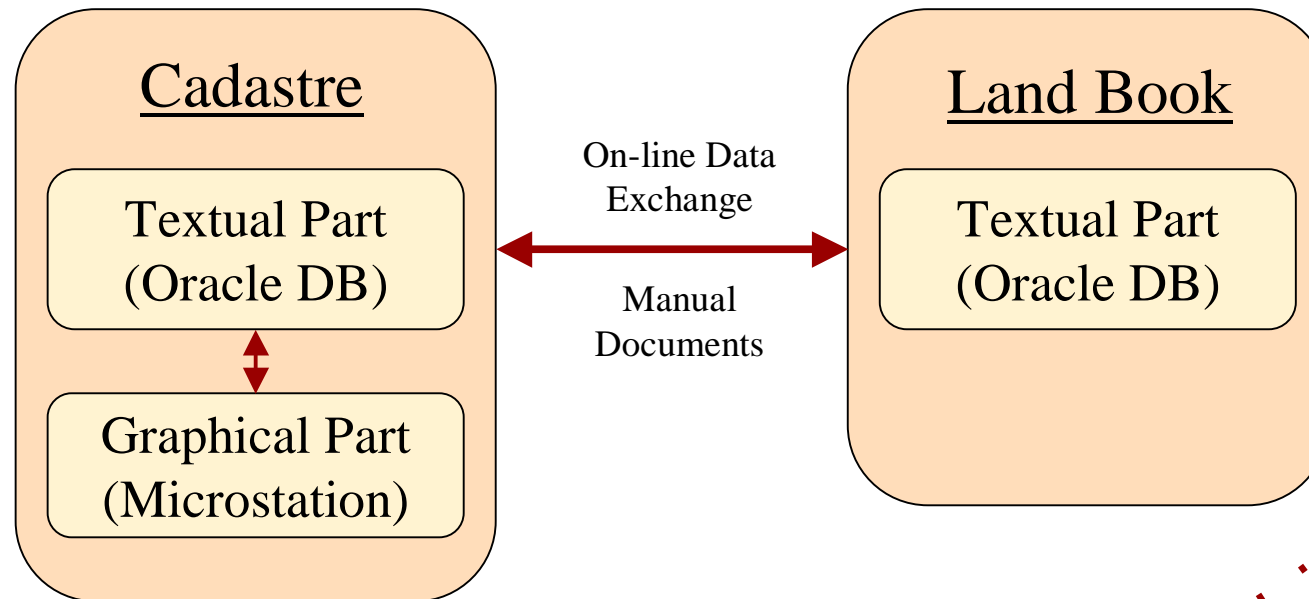 Cadastre
Textual Part
(Oracle DB)
Graphical Part
(Microstation)
On-line Data
Exchange
Manual
Documents
Land Book
Textual Part
(Oracle DB)